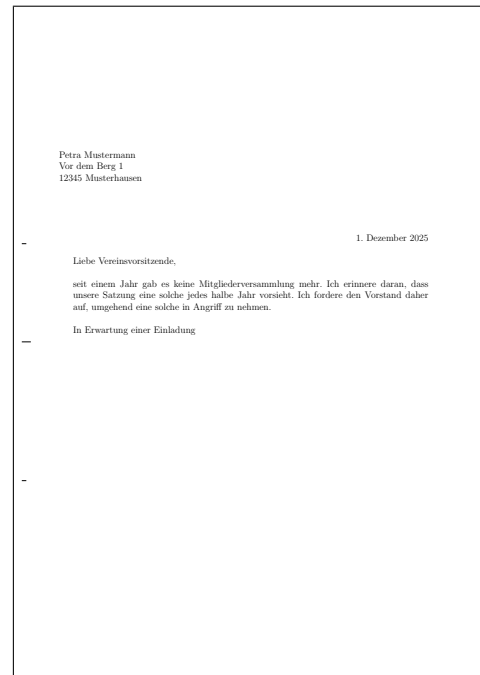 Petra Mustermann
Vor dem Berg 1
12345 Musterhausen
1. Dezember 2025
Liebe Vereinsvorsitzende,
seit einem Jahr gab es keine Mitgliederversammlung mehr. Ich erinnere daran, dass
unsere Satzung eine solche jedes halbe Jahr vorsieht. Ich fordere den Vorstand daher
auf, umgehend eine solche in Angriff zu nehmen.
In Erwartung einer Einladung